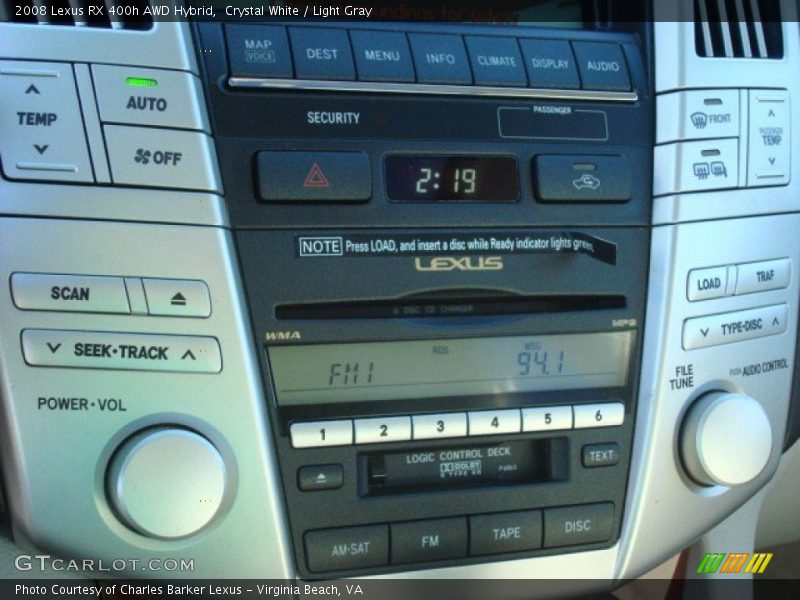 2008 Lexus RX 400h AWD Hybrid,  Crystal White / Light Gray
MAP VOICE DEST MENU INFO CLIMATE DISPLAY AUDIO
TEMP
AUTO
OFF
SECURITY
PASSENGER
FRONT
PASSENGER TEMP
2:19
NOTE Press LOAD, and insert a disc while Ready indicator lights green.
LEXUS
SCAN
LOAD TRAF
6 DISC CD CHANGER
SEEK•TRACK
TYPE•DISC
WMA MP3
RDS MSG
FM1 94.1
POWER•VOL
FILE TUNE
PUSH AUDIO CONTROL
1 2 3 4 5 6
LOGIC CONTROL DECK
DOLBY
B TYPE NR
TEXT
AM•SAT FM TAPE DISC
GTCARLOT.COM
Photo Courtesy of Charles Barker Lexus - Virginia Beach, VA